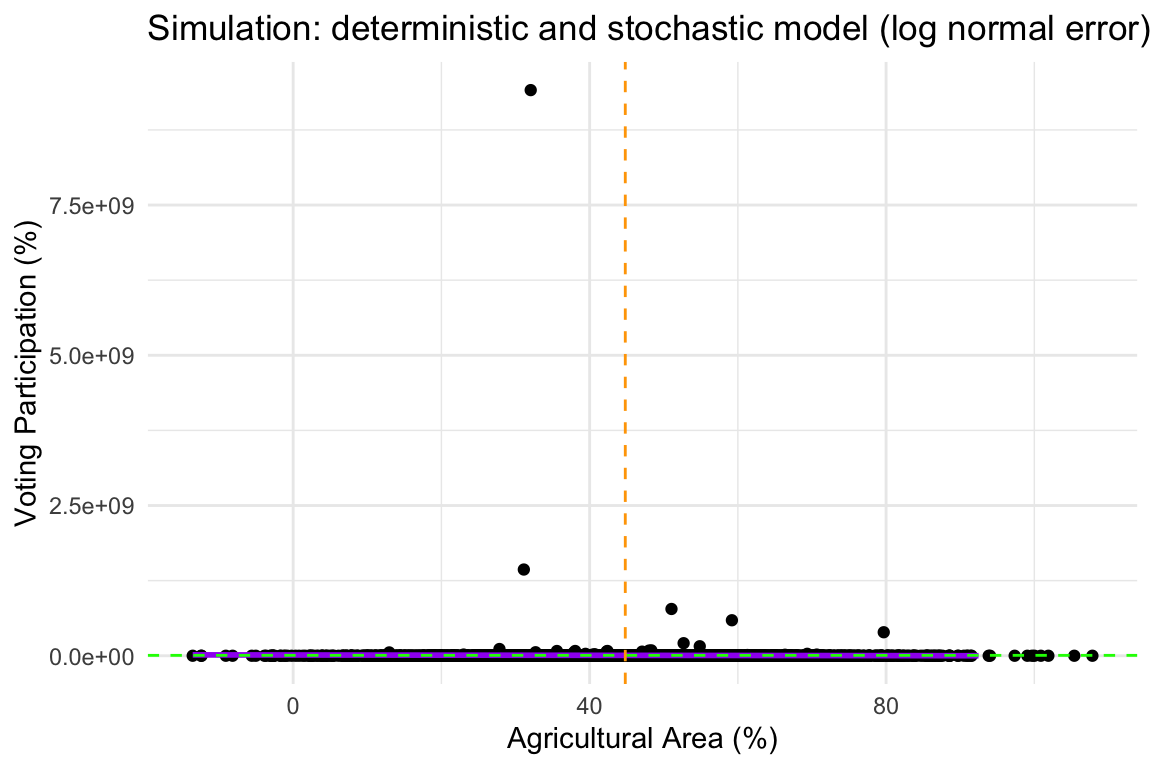 Simulation: deterministic and stochastic model (log normal error)
Voting Participation (%)
7.5e+09
5.0e+09
2.5e+09
0.0e+00
0
40
80
Agricultural Area (%)